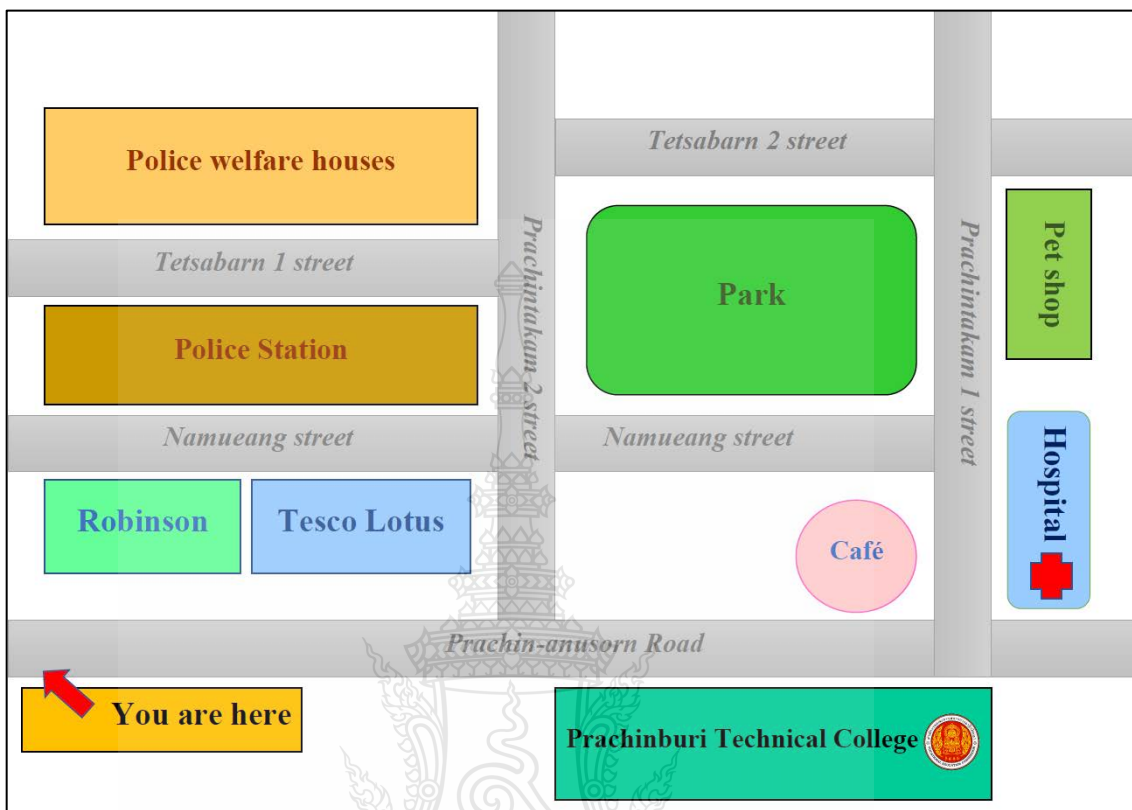 Tetsabarn 2 street
Police welfare houses
Prachintakam 2 street
Prachintakam 1 street
Pet shop
Tetsabarn 1 street
Park
Police Station
Namueang street
Namueang street
Hospital
Robinson
Tesco Lotus
Café
Prachin-anusorn Road
You are here
Prachinburi Technical College